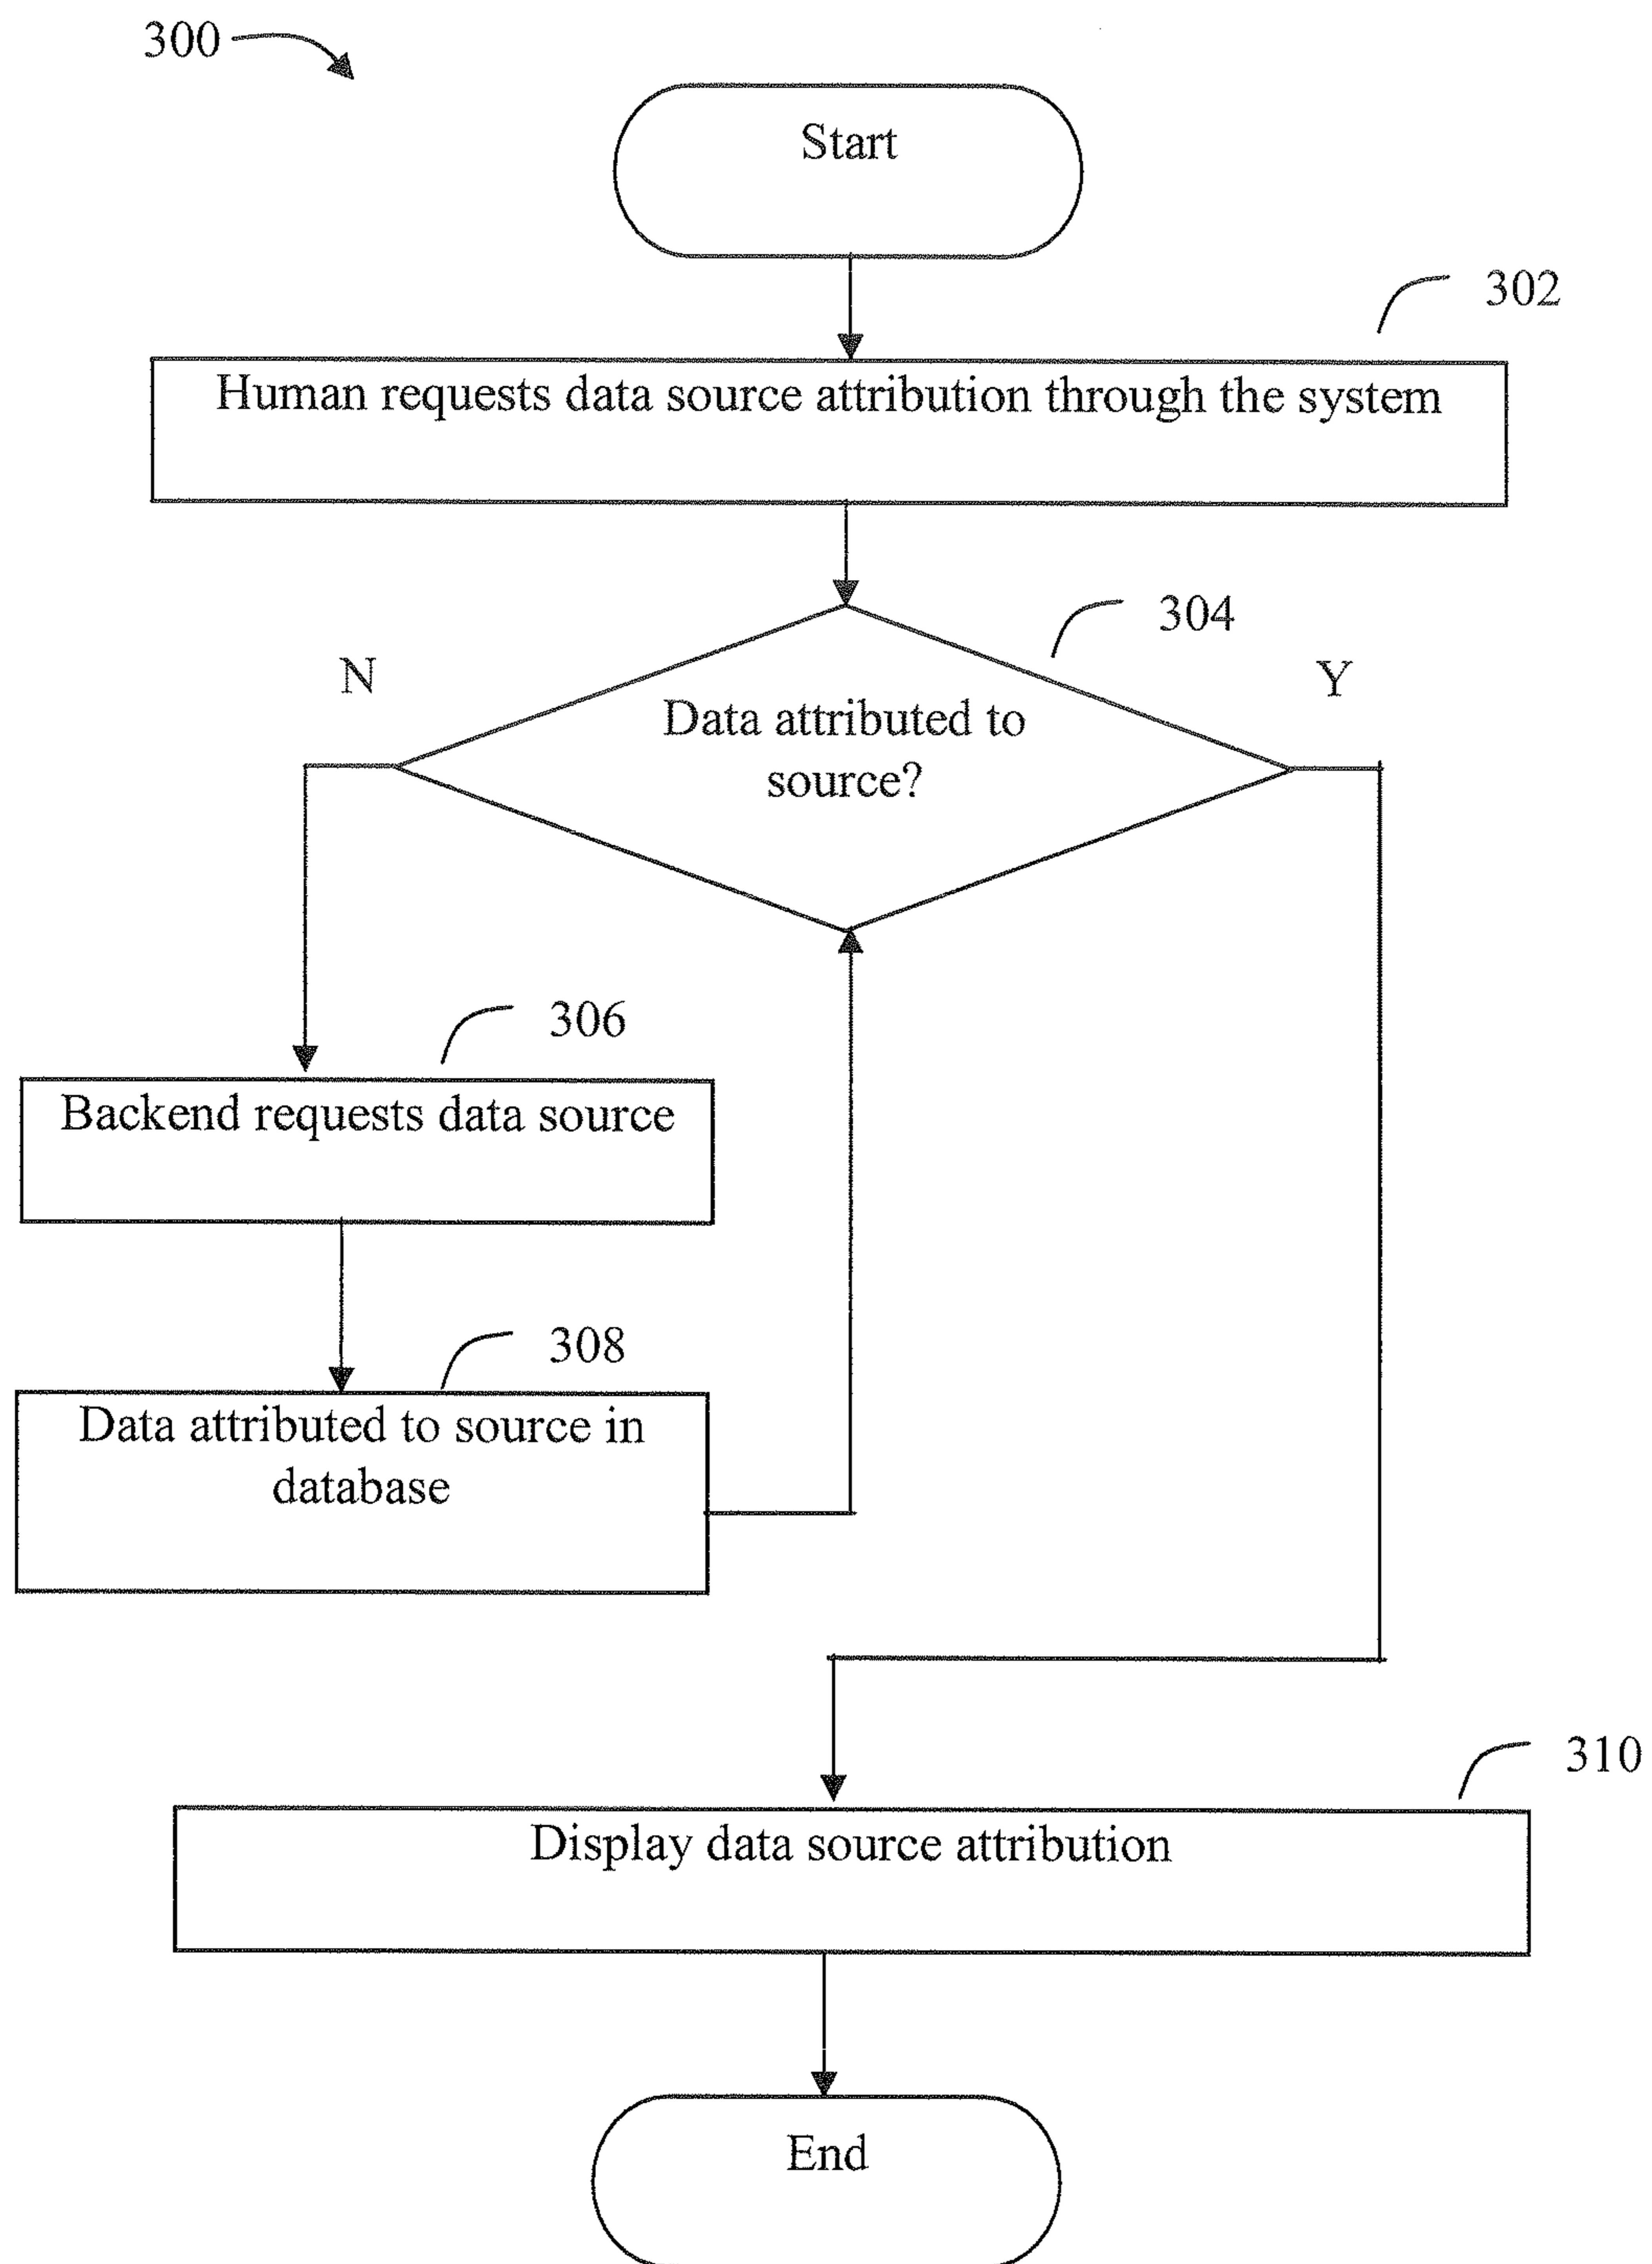 300
Start
302
Human requests data source attribution through the system
304
N
Y
Data attributed to
source?
306
Backend requests data source
308
Data attributed to source in
database
310
Display data source attribution
End